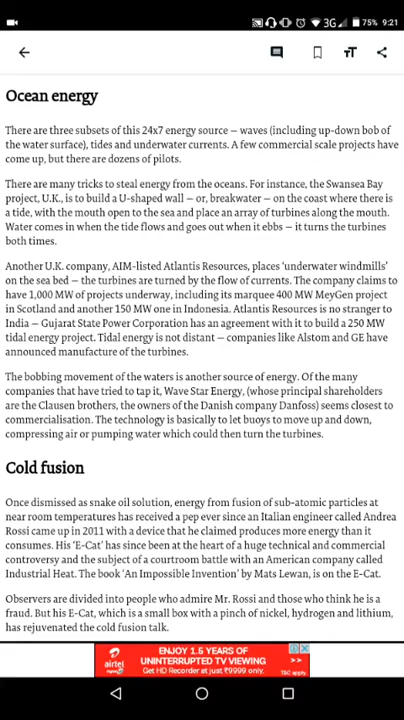 3G 75% 9:21
Ocean energy
There are three subsets of this 24x7 energy source — waves (including up-down bob of
the water surface), tides and underwater currents. A few commercial scale projects have
come up, but there are dozens of pilots.
There are many tricks to steal energy from the oceans. For instance, the Swansea Bay
project, U.K., is to build a U-shaped wall — or, breakwater — on the coast where there is
a tide, with the mouth open to the sea and place an array of turbines along the mouth.
Water comes in when the tide flows and goes out when it ebbs — it turns the turbines
both times.
Another U.K. company, AIM-listed Atlantis Resources, places ‘underwater windmills’
on the sea bed — the turbines are turned by the flow of currents. The company claims to
have 1,000 MW of projects underway, including its marquee 400 MW MeyGen project
in Scotland and another 150 MW one in Indonesia. Atlantis Resources is no stranger to
India — Gujarat State Power Corporation has an agreement with it to build a 250 MW
tidal energy project. Tidal energy is not distant — companies like Alstom and GE have
announced manufacture of the turbines.
The bobbing movement of the waters is another source of energy. Of the many
companies that have tried to tap it, Wave Star Energy, (whose principal shareholders
are the Clausen brothers, the owners of the Danish company Danfoss) seems closest to
commercialisation. The technology is basically to let buoys to move up and down,
compressing air or pumping water which could then turn the turbines.
Cold fusion
Once dismissed as snake oil solution, energy from fusion of sub-atomic particles at
near room temperatures has received a pep ever since an Italian engineer called Andrea
Rossi came up in 2011 with a device that he claimed produces more energy than it
consumes. His ‘E-Cat’ has since been at the heart of a huge technical and commercial
controversy and the subject of a courtroom battle with an American company called
Industrial Heat. The book ‘An Impossible Invention’ by Mats Lewan, is on the E-Cat.
Observers are divided into people who admire Mr. Rossi and those who think he is a
fraud. But his E-Cat, which is a small box with a pinch of nickel, hydrogen and lithium,
has rejuvenated the cold fusion talk.
airtel
ENJOY 1.5 YEARS OF
UNINTERRUPTED TV VIEWING
Get HD Recorder at just ₹9999 only.
>>
T&C apply